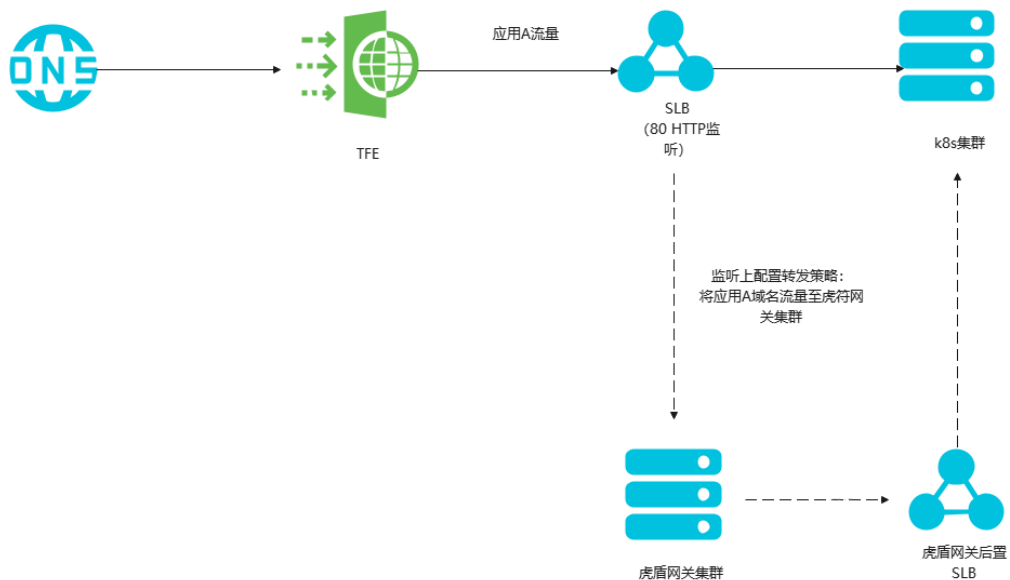 DNS
应用A流量
TFE
SLB
（80 HTTP监
听）
k8s集群
监听上配置转发策略：
将应用A域名流量至虎符网
关集群
虎盾网关集群
虎盾网关后置
SLB